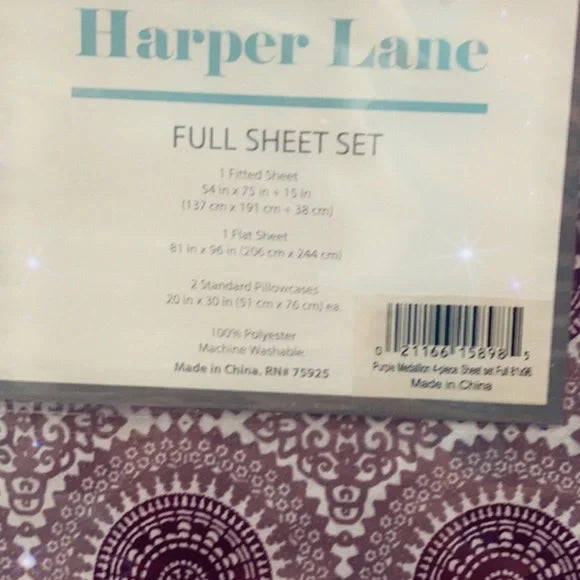 Harper Lane
FULL SHEET SET
1 Fitted Sheet
54 in x 75 in + 15 in
(137 cm x 191 cm + 38 cm)
1 Flat Sheet
81 in x 96 in (206 cm x 244 cm)
2 Standard Pillowcases
20 in x 30 in (51 cm x 76 cm) ea.
100% Polyester
Machine Washable.
Made in China. RN# 75925
0 21166 15898 5
Purple Medallion 4-piece Sheet set Full 81x96
Made in China